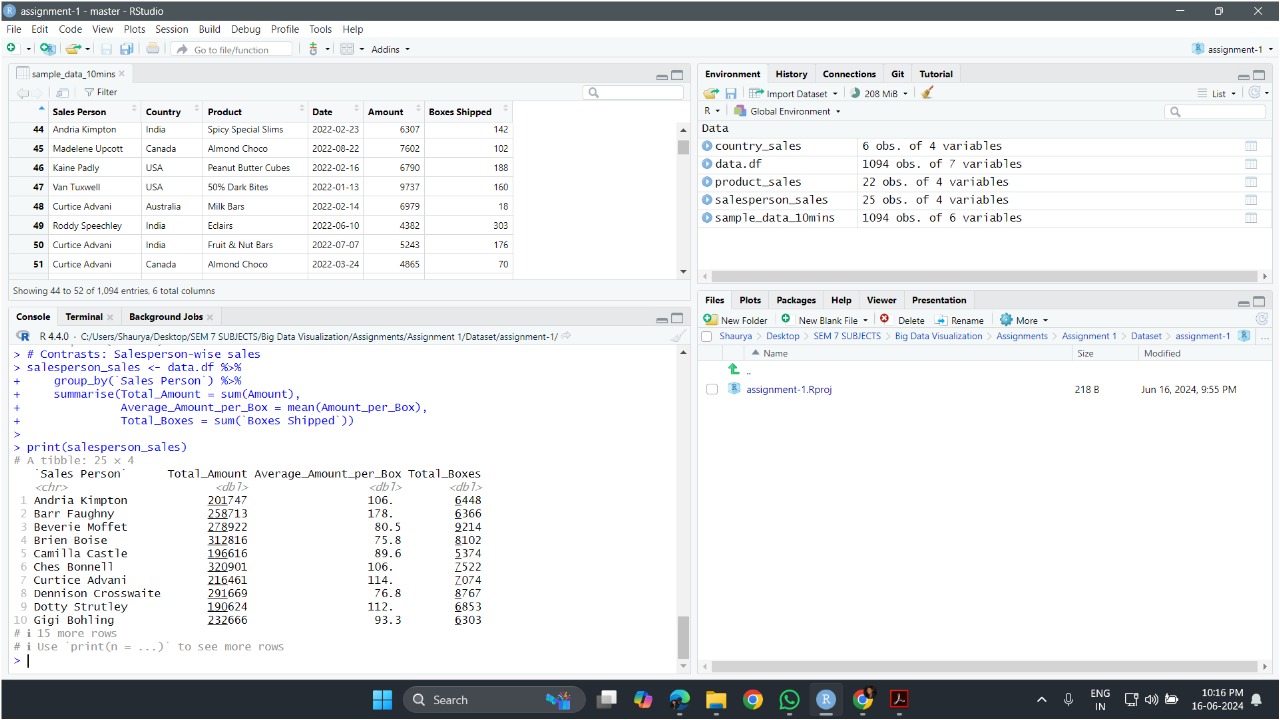 assignment-1 - master - RStudio
File Edit Code View Plots Session Build Debug Profile Tools Help
Go to file/function Addins assignment-1
sample_data_10mins
Filter
Sales Person Country Product Date Amount Boxes Shipped
44 Andria Kimpton India Spicy Special Slims 2022-02-23 6307 142
45 Madelene Upcott Canada Almond Choco 2022-08-22 7602 102
46 Kaine Padly USA Peanut Butter Cubes 2022-02-16 6790 188
47 Van Tuxwell USA 50% Dark Bites 2022-01-13 9737 160
48 Curtice Advani Australia Milk Bars 2022-02-14 6979 18
49 Roddy Speechley India Eclairs 2022-06-10 4382 303
50 Curtice Advani India Fruit & Nut Bars 2022-07-07 5243 176
51 Curtice Advani Canada Almond Choco 2022-03-24 4865 70
Showing 44 to 52 of 1,094 entries, 6 total columns
Console Terminal Background Jobs
R 4.4.0 · C:/Users/Shaurya/Desktop/SEM 7 SUBJECTS/Big Data Visualization/Assignments/Assignment 1/Dataset/assignment-1/
> # Contrasts: Salesperson-wise sales
> salesperson_sales <- data.df %>%
+     group_by(`Sales Person`) %>%
+     summarise(Total_Amount = sum(Amount),
+               Average_Amount_per_Box = mean(Amount_per_Box),
+               Total_Boxes = sum(`Boxes Shipped`))
>
> print(salesperson_sales)
# A tibble: 25 × 4
`Sales Person` Total_Amount Average_Amount_per_Box Total_Boxes
<chr> <dbl> <dbl> <dbl>
1 Andria Kimpton 201747 106. 6448
2 Barr Faughny 258713 178. 6366
3 Beverie Moffet 278922 80.5 9214
4 Brien Boise 312816 75.8 8102
5 Camilla Castle 196616 89.6 5374
6 Ches Bonnell 320901 106. 7522
7 Curtice Advani 216461 114. 7074
8 Dennison Crosswaite 291669 76.8 8767
9 Dotty Strutley 190624 112. 6853
10 Gigi Bohling 232666 93.3 6303
# ℹ 15 more rows
# ℹ Use `print(n = ...)` to see more rows
>
Environment History Connections Git Tutorial
Import Dataset 208 MiB List
R Global Environment
Data
country_sales 6 obs. of 4 variables
data.df 1094 obs. of 7 variables
product_sales 22 obs. of 4 variables
salesperson_sales 25 obs. of 4 variables
sample_data_10mins 1094 obs. of 6 variables
Files Plots Packages Help Viewer Presentation
New Folder New Blank File Delete Rename More
Shaurya Desktop SEM 7 SUBJECTS Big Data Visualization Assignments Assignment 1 Dataset assignment-1 ...
Name Size Modified
..
assignment-1.Rproj 218 B Jun 16, 2024, 9:55 PM
Search
ENG
IN
10:16 PM
16-06-2024